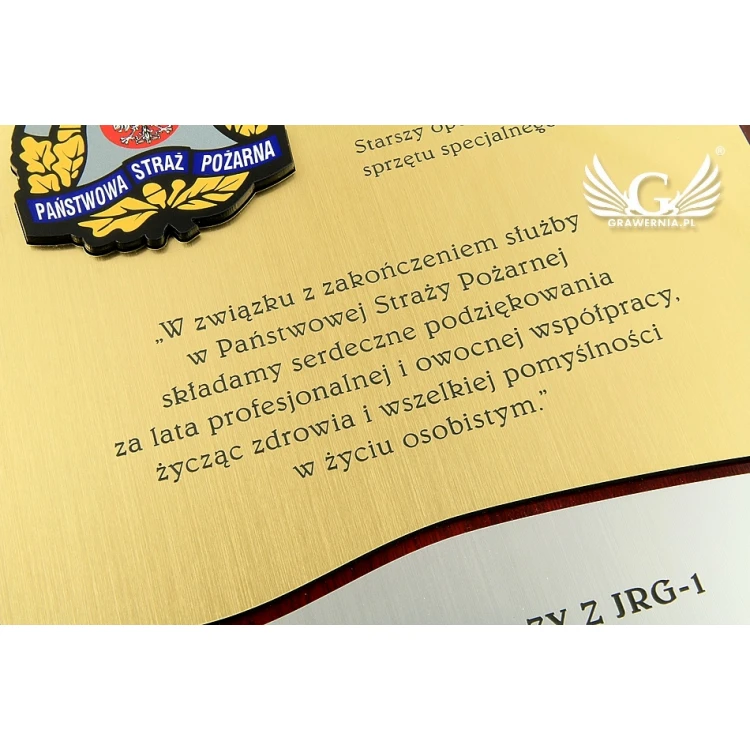 PAŃSTWOWA STRAŻ POŻARNA
Starszy
sprzętu specjalnego
G ®
GRAWERNIA.PL
„W związku z zakończeniem służby
w Państwowej Straży Pożarnej
składamy serdeczne podziękowania
za lata profesjonalnej i owocnej współpracy,
życząc zdrowia i wszelkiej pomyślności
w życiu osobistym.”
Z JRG-1